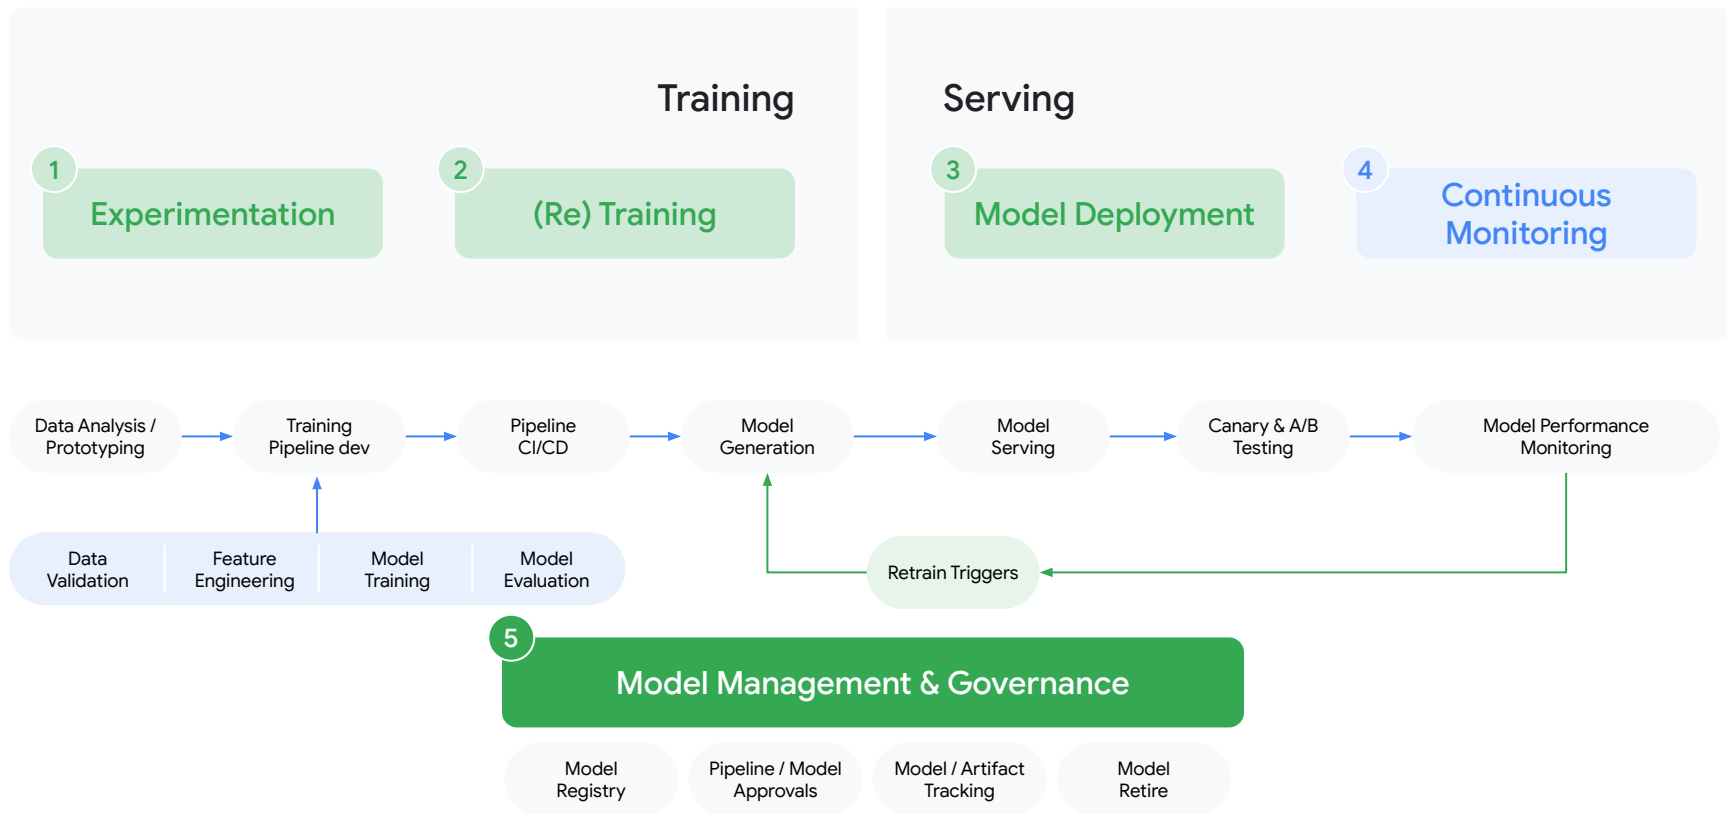 Training
Serving
1
Experimentation
2
(Re) Training
3
Model Deployment
4
Continuous
Monitoring
Data Analysis /
Prototyping
Training
Pipeline dev
Pipeline
CI/CD
Model
Generation
Model
Serving
Canary & A/B
Testing
Model Performance
Monitoring
Data
Validation
Feature
Engineering
Model
Training
Model
Evaluation
Retrain Triggers
5
Model Management & Governance
Model
Registry
Pipeline / Model
Approvals
Model / Artifact
Tracking
Model
Retire